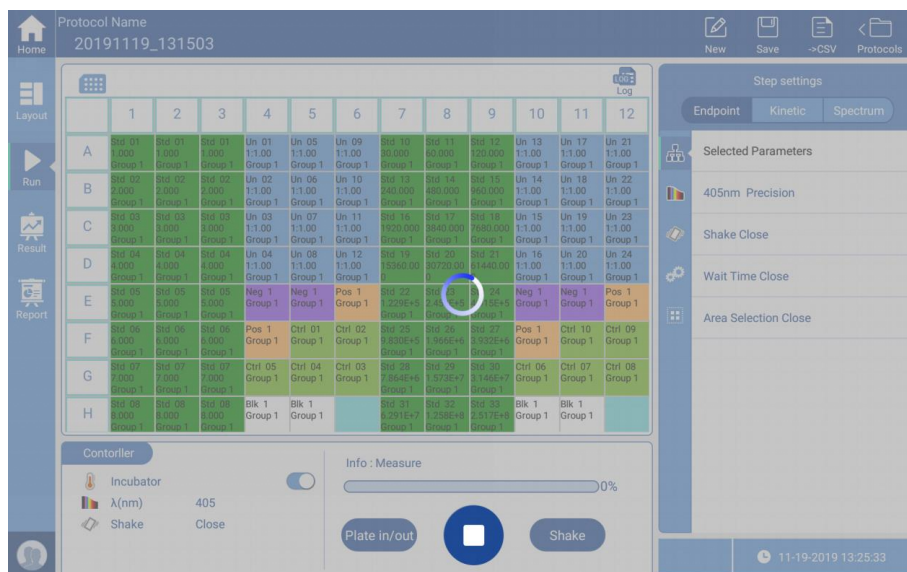 Protocol Name
20191119_131503
Home
New
Save
->CSV
Protocols
Layout
Run
Result
Report
Log
1 2 3 4 5 6 7 8 9 10 11 12
A
Std 01 Std 01 Std 01 Un 01 Un 05 Un 09 Std 10 Std 11 Std 12 Un 13 Un 17 Un 21
1.000 1.000 1.000 1:1.00 1:1.00 1:1.00 30.000 60.000 120.000 1:1.00 1:1.00 1:1.00
Group 1 Group 1 Group 1 Group 1 Group 1 Group 1 Group 1 Group 1 Group 1 Group 1 Group 1 Group 1
B
Std 02 Std 02 Std 02 Un 02 Un 06 Un 10 Std 13 Std 14 Std 15 Un 14 Un 18 Un 22
2.000 2.000 2.000 1:1.00 1:1.00 1:1.00 240.000 480.000 960.000 1:1.00 1:1.00 1:1.00
Group 1 Group 1 Group 1 Group 1 Group 1 Group 1 Group 1 Group 1 Group 1 Group 1 Group 1 Group 1
C
Std 03 Std 03 Std 03 Un 03 Un 07 Un 11 Std 16 Std 17 Std 18 Un 15 Un 19 Un 23
3.000 3.000 3.000 1:1.00 1:1.00 1:1.00 1920.000 3840.000 7680.000 1:1.00 1:1.00 1:1.00
Group 1 Group 1 Group 1 Group 1 Group 1 Group 1 Group 1 Group 1 Group 1 Group 1 Group 1 Group 1
D
Std 04 Std 04 Std 04 Un 04 Un 08 Un 12 Std 19 Std 20 Std 21 Un 16 Un 20 Un 24
4.000 4.000 4.000 1:1.00 1:1.00 1:1.00 15360.00 30720.00 61440.00 1:1.00 1:1.00 1:1.00
Group 1 Group 1 Group 1 Group 1 Group 1 Group 1 0 0 0 Group 1 Group 1 Group 1
E
Std 05 Std 05 Std 05 Neg 1 Neg 1 Pos 1 Std 22 Neg 1 Neg 1 Pos 1
5.000 5.000 5.000 Group 1 Group 1 Group 1 1.229E+5 Group 1 Group 1 Group 1
Group 1 Group 1 Group 1 Group 1 Group 1 Group 1
F
Std 06 Std 06 Std 06 Pos 1 Ctrl 01 Ctrl 02 Std 25 Std 26 Std 27 Pos 1 Ctrl 10 Ctrl 09
6.000 6.000 6.000 Group 1 Group 1 Group 1 9.830E+5 1.966E+6 3.932E+6 Group 1 Group 1 Group 1
Group 1 Group 1 Group 1 Group 1 Group 1 Group 1
G
Std 07 Std 07 Std 07 Ctrl 05 Ctrl 04 Ctrl 03 Std 28 Std 29 Std 30 Ctrl 06 Ctrl 07 Ctrl 08
7.000 7.000 7.000 Group 1 Group 1 Group 1 7.864E+6 1.573E+7 3.146E+7 Group 1 Group 1 Group 1
Group 1 Group 1 Group 1 Group 1 Group 1 Group 1
H
Std 08 Std 08 Std 08 Blk 1 Blk 1 Std 31 Std 32 Std 33 Blk 1 Blk 1
8.000 8.000 8.000 Group 1 Group 1 6.291E+7 1.258E+8 2.517E+8 Group 1 Group 1
Group 1 Group 1 Group 1 Group 1 Group 1 Group 1
Contorller
Incubator
λ(nm) 405
Shake Close
Info : Measure
0%
Plate in/out
Shake
Step settings
Endpoint Kinetic Spectrum
Selected Parameters
405nm Precision
Shake Close
Wait Time Close
Area Selection Close
11-19-2019 13:25:33